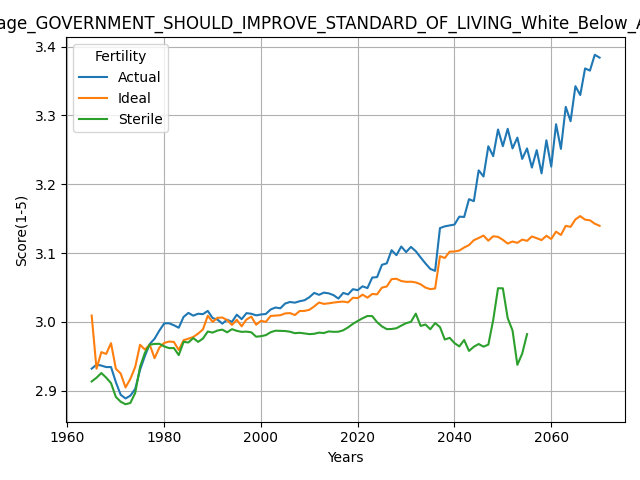 age_GOVERNMENT_SHOULD_IMPROVE_STANDARD_OF_LIVING_White_Below_A
3.4
Fertility
Actual
Ideal
Sterile
3.3
3.2
3.1
3.0
2.9
Score(1-5)
1960 1980 2000 2020 2040 2060
Years